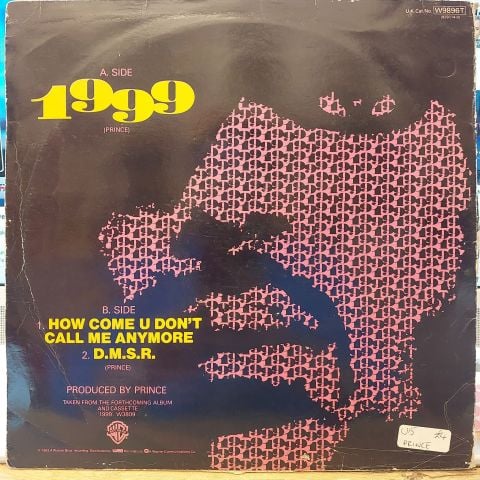 U.K. Cat. No. W9896T
A. SIDE
1999
(PRINCE)
B. SIDE
1. HOW COME U DON'T
CALL ME ANYMORE
2. D.M.S.R.
(PRINCE)
PRODUCED BY PRINCE
TAKEN FROM THE FORTHCOMING ALBUM
AND CASSETTE
1999 W3809
PRINCE